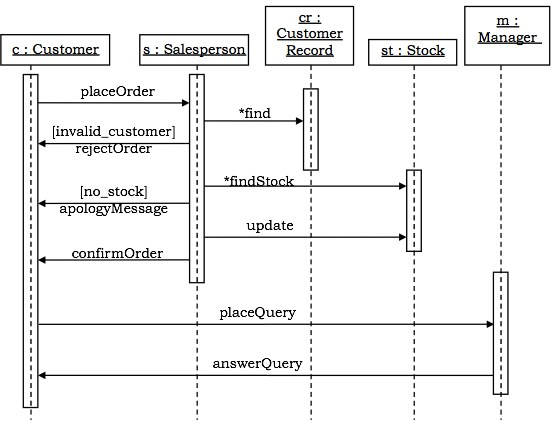 c : Customer
s : Salesperson
cr :
Customer
Record
st : Stock
m :
Manager
placeOrder
*find
[invalid_customer]
rejectOrder
*findStock
[no_stock]
apologyMessage
update
confirmOrder
placeQuery
answerQuery